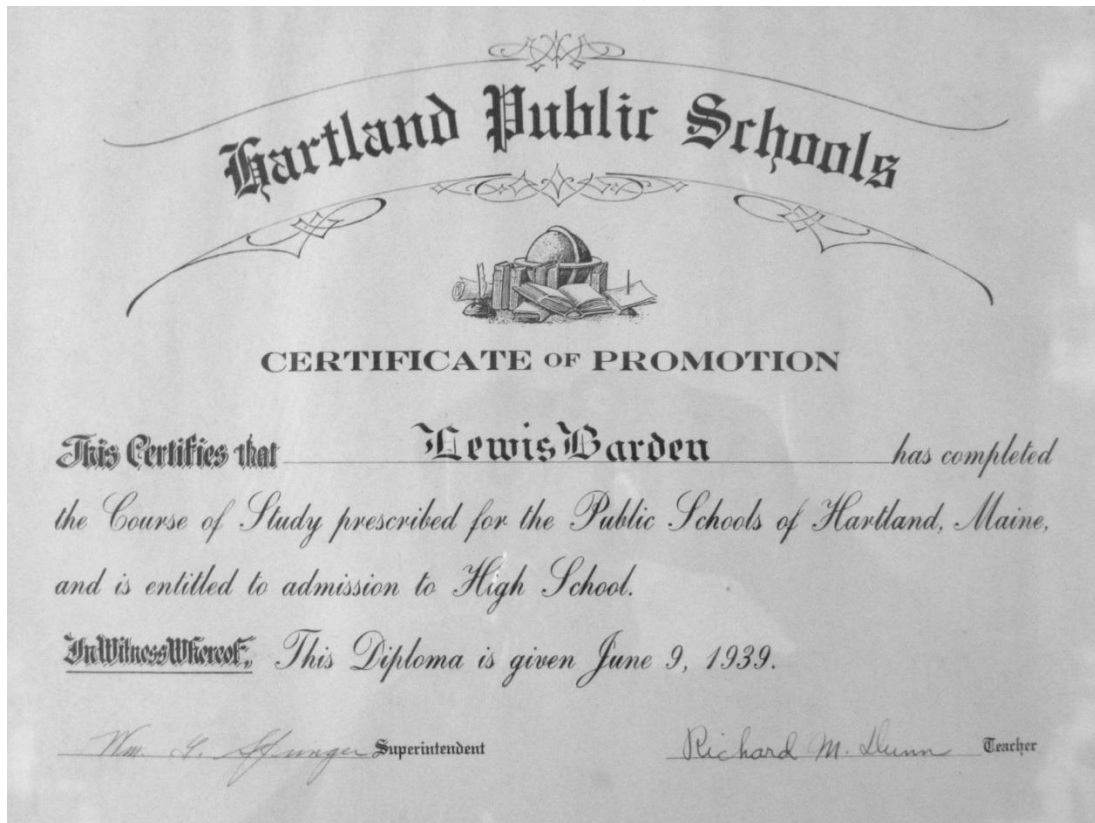 Hartland Public Schools
CERTIFICATE OF PROMOTION
This Certifies that Lewis Barden has completed
the Course of Study prescribed for the Public Schools of Hartland, Maine,
and is entitled to admission to High School.
In Witness Whereof, This Diploma is given June 9, 1939.
Wm. Superintendent Richard M. Dunn Teacher